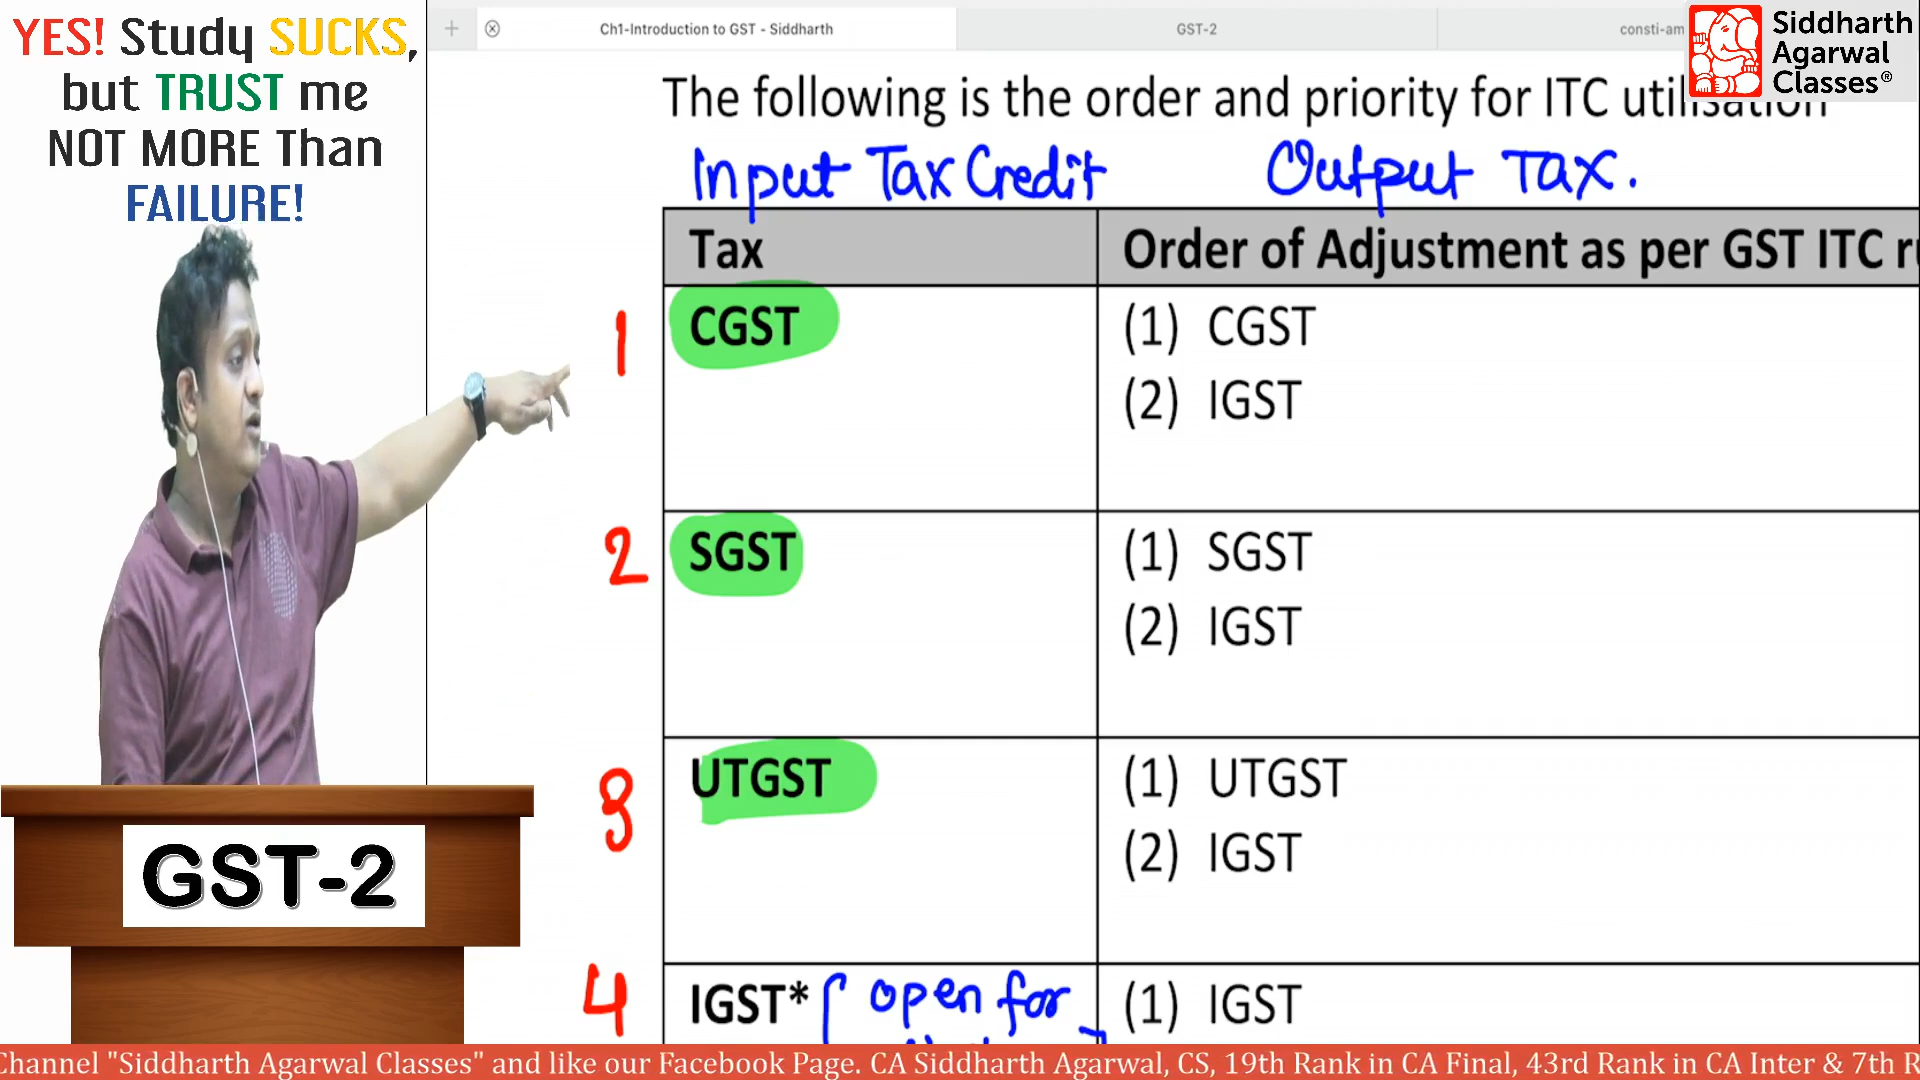 YES! Study SUCKS,
but TRUST me
NOT MORE Than
FAILURE!
GST-2
Ch1-Introduction to GST - Siddharth
GST-2
consti-am
Siddharth
Agarwal
Classes®
The following is the order and priority for ITC utilisation
Input Tax Credit Output Tax.
Tax Order of Adjustment as per GST ITC ru
1 CGST (1) CGST
(2) IGST
2 SGST (1) SGST
(2) IGST
3 UTGST (1) UTGST
(2) IGST
4 IGST* open for (1) IGST
Channel "Siddharth Agarwal Classes" and like our Facebook Page. CA Siddharth Agarwal, CS, 19th Rank in CA Final, 43rd Rank in CA Inter & 7th R